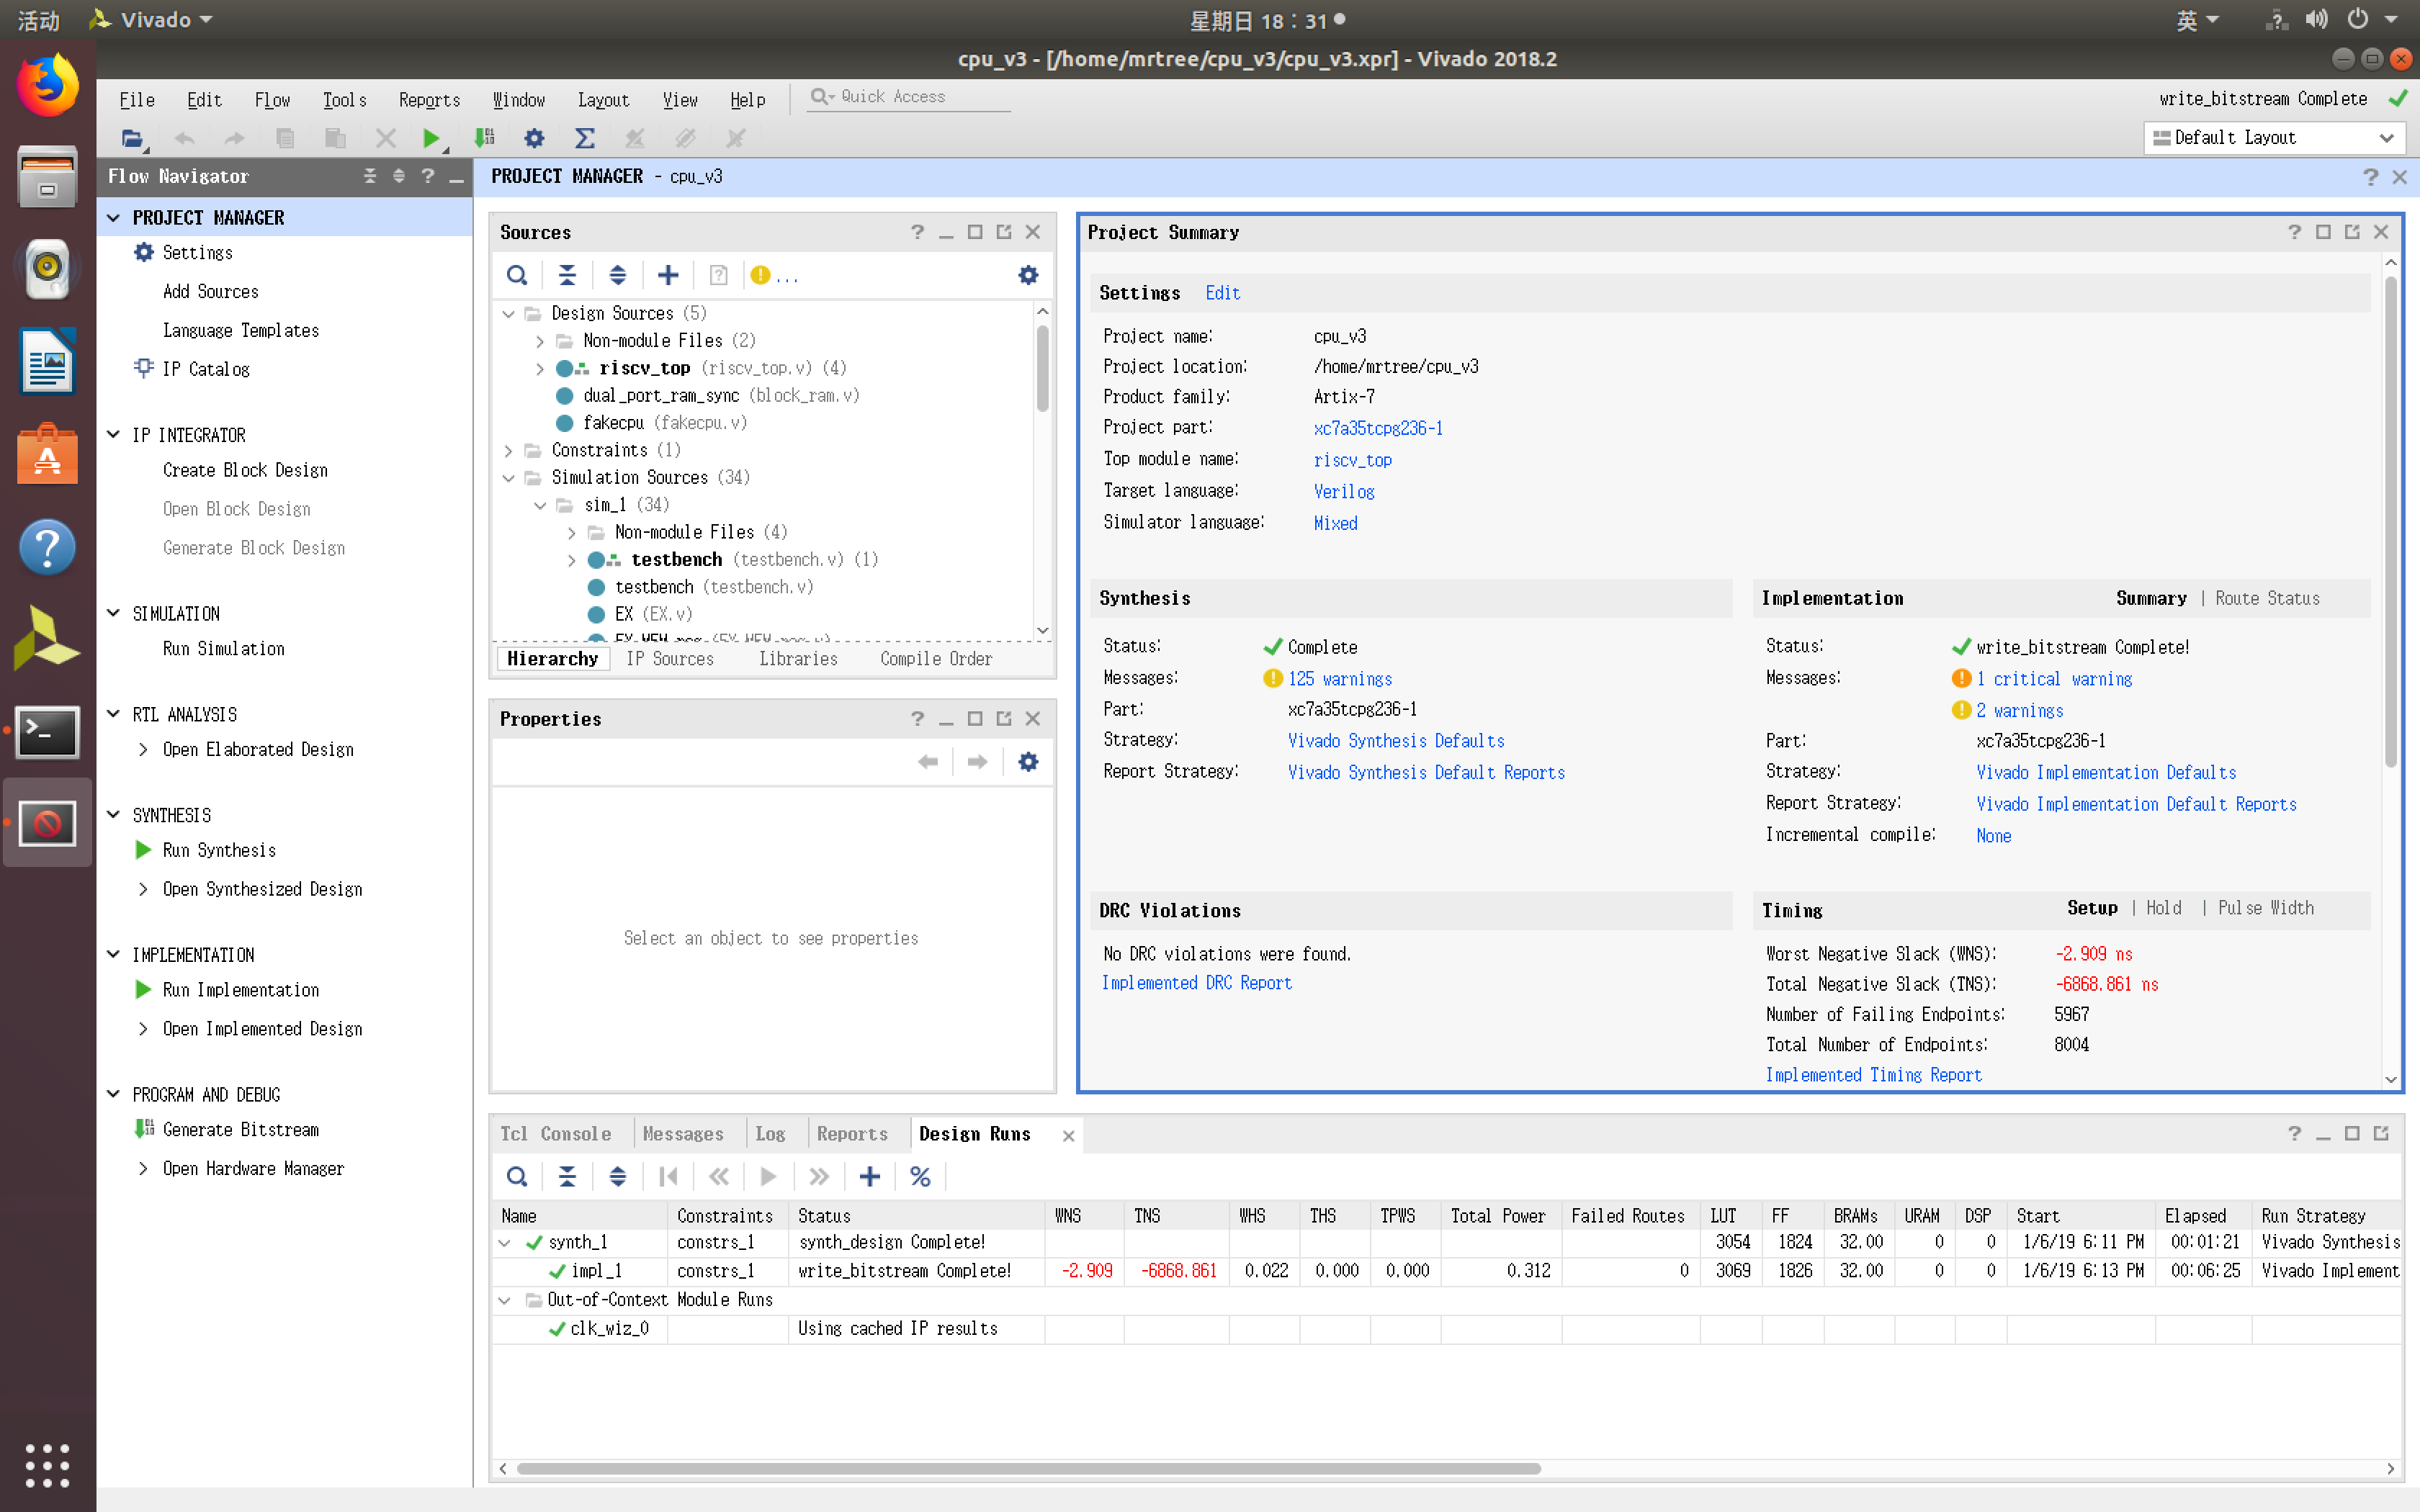 活动 Vivado 星期日 18：31 英
cpu_v3 - [/home/mrtree/cpu_v3/cpu_v3.xpr] - Vivado 2018.2
File Edit Flow Tools Reports Window Layout View Help Quick Access write_bitstream Complete
Default Layout
Flow Navigator
PROJECT MANAGER
Settings
Add Sources
Language Templates
IP Catalog
IP INTEGRATOR
Create Block Design
Open Block Design
Generate Block Design
SIMULATION
Run Simulation
RTL ANALYSIS
Open Elaborated Design
SYNTHESIS
Run Synthesis
Open Synthesized Design
IMPLEMENTATION
Run Implementation
Open Implemented Design
PROGRAM AND DEBUG
Generate Bitstream
Open Hardware Manager
PROJECT MANAGER - cpu_v3
Sources
...
Design Sources (5)
Non-module Files (2)
riscv_top (riscv_top.v) (4)
dual_port_ram_sync (block_ram.v)
fakecpu (fakecpu.v)
Constraints (1)
Simulation Sources (34)
sim_1 (34)
Non-module Files (4)
testbench (testbench.v) (1)
testbench (testbench.v)
EX (EX.v)
Hierarchy IP Sources Libraries Compile Order
Properties
Select an object to see properties
Project Summary
Settings Edit
Project name: cpu_v3
Project location: /home/mrtree/cpu_v3
Product family: Artix-7
Project part: xc7a35tcpg236-1
Top module name: riscv_top
Target language: Verilog
Simulator language: Mixed
Synthesis
Status: Complete
Messages: 125 warnings
Part: xc7a35tcpg236-1
Strategy: Vivado Synthesis Defaults
Report Strategy: Vivado Synthesis Default Reports
Implementation Summary | Route Status
Status: write_bitstream Complete!
Messages: 1 critical warning
2 warnings
Part: xc7a35tcpg236-1
Strategy: Vivado Implementation Defaults
Report Strategy: Vivado Implementation Default Reports
Incremental compile: None
DRC Violations
No DRC violations were found.
Implemented DRC Report
Timing Setup | Hold | Pulse Width
Worst Negative Slack (WNS): -2.909 ns
Total Negative Slack (TNS): -6868.861 ns
Number of Failing Endpoints: 5967
Total Number of Endpoints: 8004
Implemented Timing Report
Tcl Console Messages Log Reports Design Runs
Name Constraints Status WNS TNS WHS THS TPWS Total Power Failed Routes LUT FF BRAMs URAM DSP Start Elapsed Run Strategy
synth_1 constrs_1 synth_design Complete! 3054 1824 32.00 0 0 1/6/19 6:11 PM 00:01:21 Vivado Synthesis
impl_1 constrs_1 write_bitstream Complete! -2.909 -6868.861 0.022 0.000 0.000 0.312 0 3069 1826 32.00 0 0 1/6/19 6:13 PM 00:06:25 Vivado Implement
Out-of-Context Module Runs
clk_wiz_0 Using cached IP results